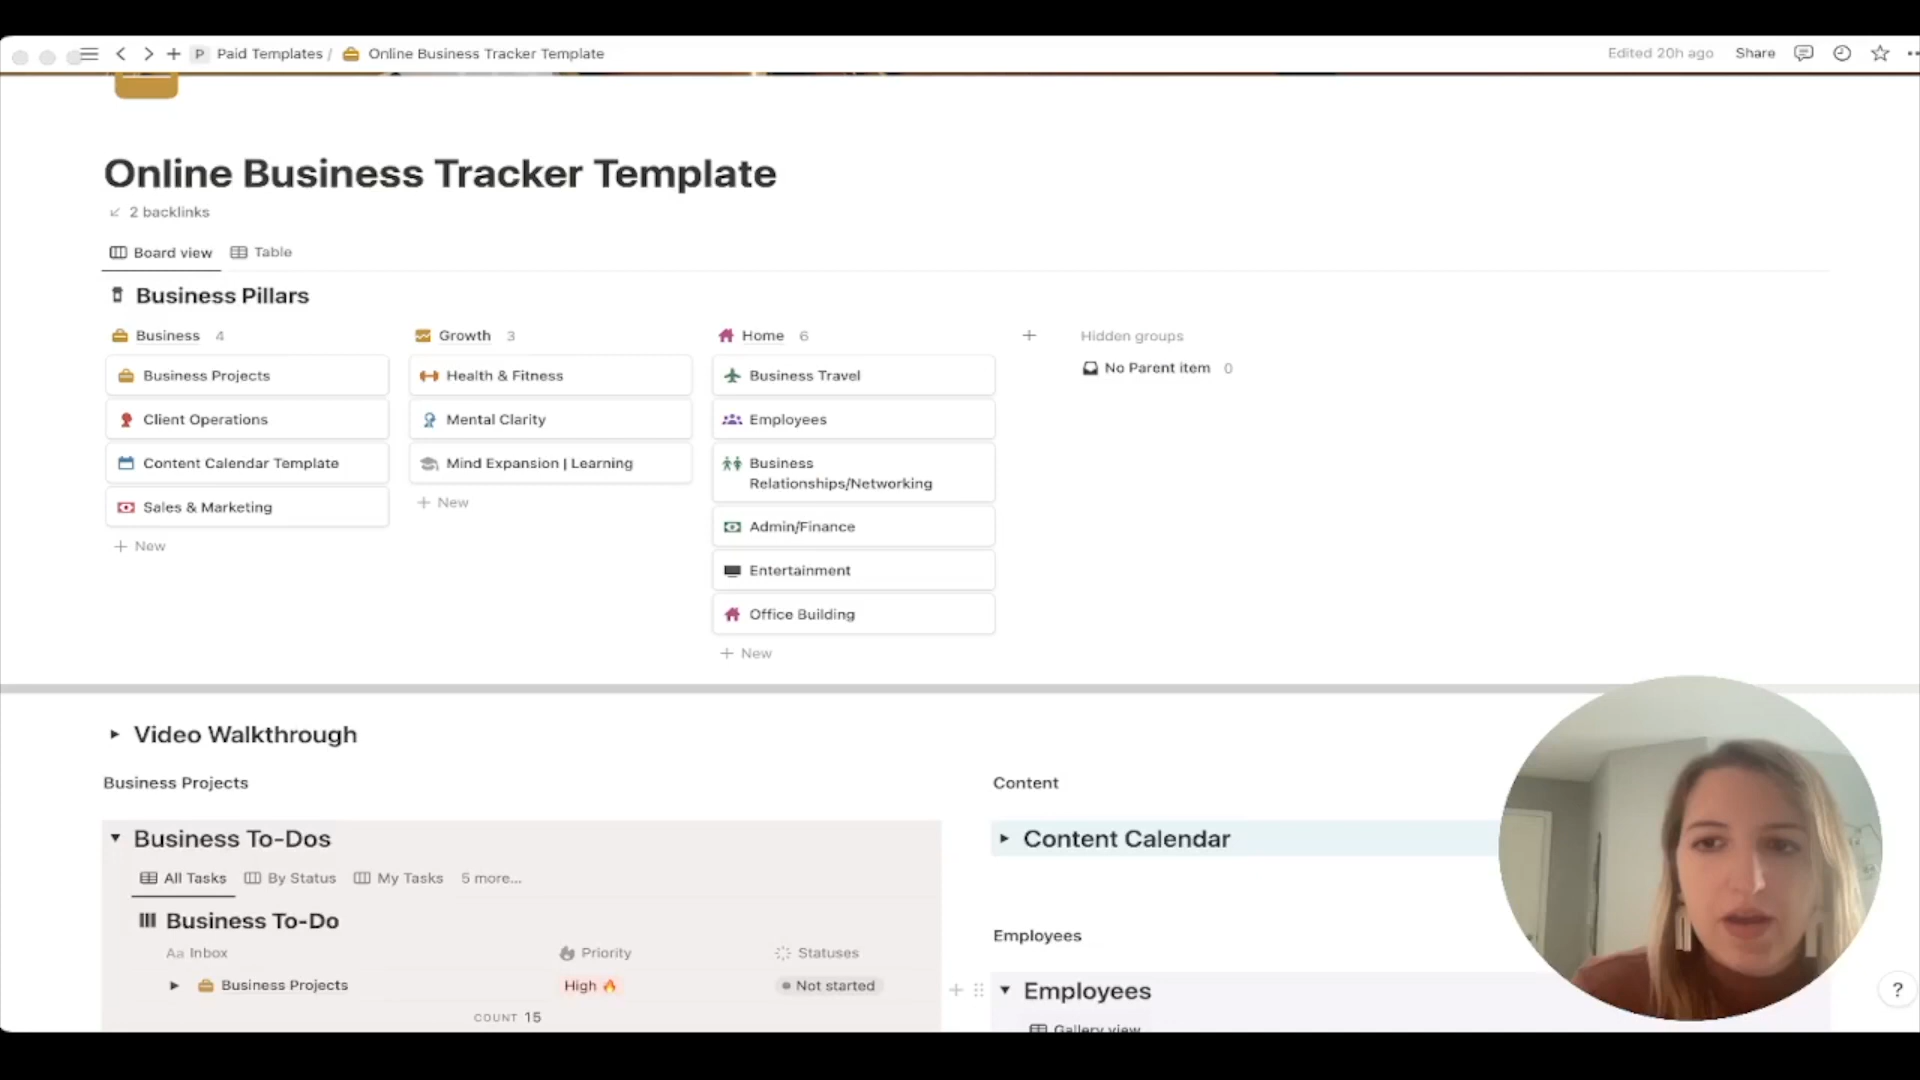 P Paid Templates / Online Business Tracker Template
Edited 20h ago Share
Online Business Tracker Template
2 backlinks
Board view Table
Business Pillars
Business 4
Business Projects
Client Operations
Content Calendar Template
Sales & Marketing
+ New
Growth 3
Health & Fitness
Mental Clarity
Mind Expansion | Learning
+ New
Home 6
Business Travel
Employees
Business
Relationships/Networking
Admin/Finance
Entertainment
Office Building
+ New
Hidden groups
No Parent item 0
Video Walkthrough
Business Projects
Business To-Dos
All Tasks By Status My Tasks 5 more...
Business To-Do
Aa Inbox Priority Statuses
Business Projects High Not started
COUNT 15
Content
Content Calendar
Employees
Employees
Gallery view
?